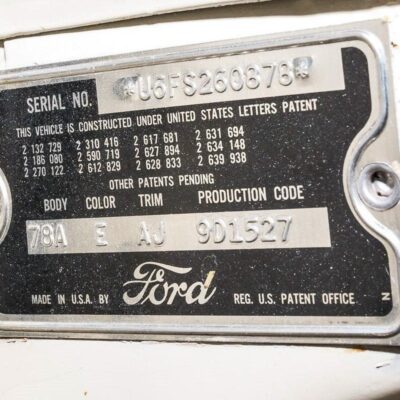 SERIAL NO. *U6FS260878*
THIS VEHICLE IS CONSTRUCTED UNDER UNITED STATES LETTERS PATENT
2 132 729 2 310 416 2 617 681 2 631 694
2 186 080 2 590 719 2 627 894 2 634 148
2 270 122 2 612 829 2 628 833 2 639 938
OTHER PATENTS PENDING
BODY COLOR TRIM PRODUCTION CODE
78A E AJ 9D1527
MADE IN U.S.A. BY Ford REG. U.S. PATENT OFFICE
N